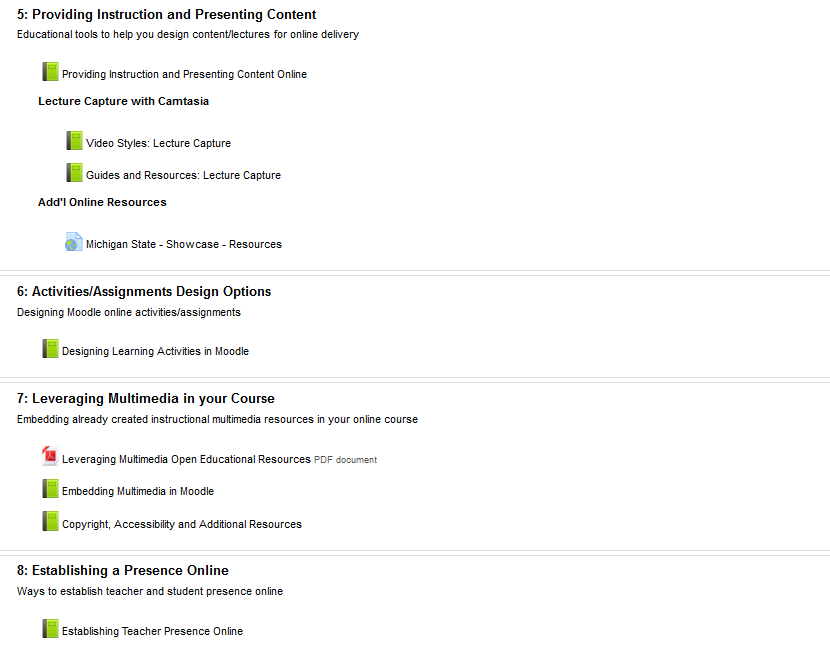 5: Providing Instruction and Presenting Content
Educational tools to help you design content/lectures for online delivery
Providing Instruction and Presenting Content Online
Lecture Capture with Camtasia
Video Styles: Lecture Capture
Guides and Resources: Lecture Capture
Add'l Online Resources
Michigan State - Showcase - Resources
6: Activities/Assignments Design Options
Designing Moodle online activities/assignments
Designing Learning Activities in Moodle
7: Leveraging Multimedia in your Course
Embedding already created instructional multimedia resources in your online course
Leveraging Multimedia Open Educational Resources PDF document
Embedding Multimedia in Moodle
Copyright, Accessibility and Additional Resources
8: Establishing a Presence Online
Ways to establish teacher and student presence online
Establishing Teacher Presence Online